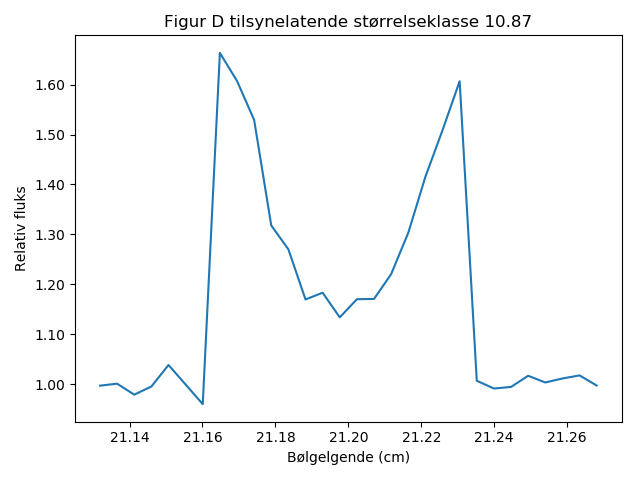 Figur D tilsynelatende størrelseklasse 10.87
Relativ fluks
1.60
1.50
1.40
1.30
1.20
1.10
1.00
21.14 21.16 21.18 21.20 21.22 21.24 21.26
Bølgelgende (cm)